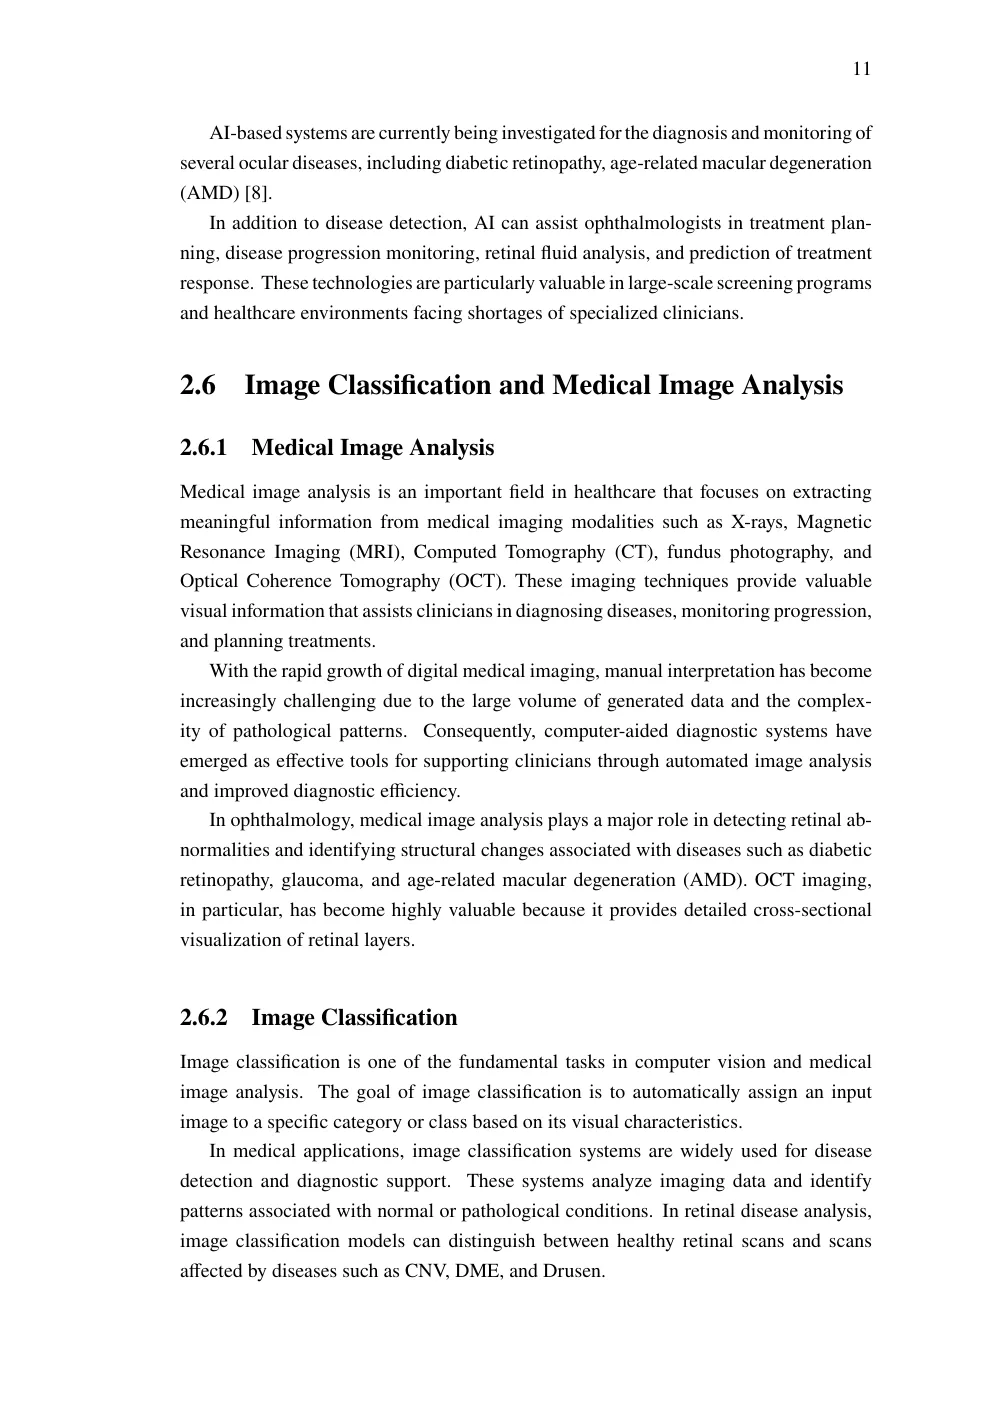 11
AI-based systems are currently being investigated for the diagnosis and monitoring of
several ocular diseases, including diabetic retinopathy, age-related macular degeneration
(AMD) [8].
In addition to disease detection, AI can assist ophthalmologists in treatment plan-
ning, disease progression monitoring, retinal fluid analysis, and prediction of treatment
response. These technologies are particularly valuable in large-scale screening programs
and healthcare environments facing shortages of specialized clinicians.
2.6 Image Classification and Medical Image Analysis
2.6.1 Medical Image Analysis
Medical image analysis is an important field in healthcare that focuses on extracting
meaningful information from medical imaging modalities such as X-rays, Magnetic
Resonance Imaging (MRI), Computed Tomography (CT), fundus photography, and
Optical Coherence Tomography (OCT). These imaging techniques provide valuable
visual information that assists clinicians in diagnosing diseases, monitoring progression,
and planning treatments.
With the rapid growth of digital medical imaging, manual interpretation has become
increasingly challenging due to the large volume of generated data and the complex-
ity of pathological patterns. Consequently, computer-aided diagnostic systems have
emerged as effective tools for supporting clinicians through automated image analysis
and improved diagnostic efficiency.
In ophthalmology, medical image analysis plays a major role in detecting retinal ab-
normalities and identifying structural changes associated with diseases such as diabetic
retinopathy, glaucoma, and age-related macular degeneration (AMD). OCT imaging,
in particular, has become highly valuable because it provides detailed cross-sectional
visualization of retinal layers.
2.6.2 Image Classification
Image classification is one of the fundamental tasks in computer vision and medical
image analysis. The goal of image classification is to automatically assign an input
image to a specific category or class based on its visual characteristics.
In medical applications, image classification systems are widely used for disease
detection and diagnostic support. These systems analyze imaging data and identify
patterns associated with normal or pathological conditions. In retinal disease analysis,
image classification models can distinguish between healthy retinal scans and scans
affected by diseases such as CNV, DME, and Drusen.